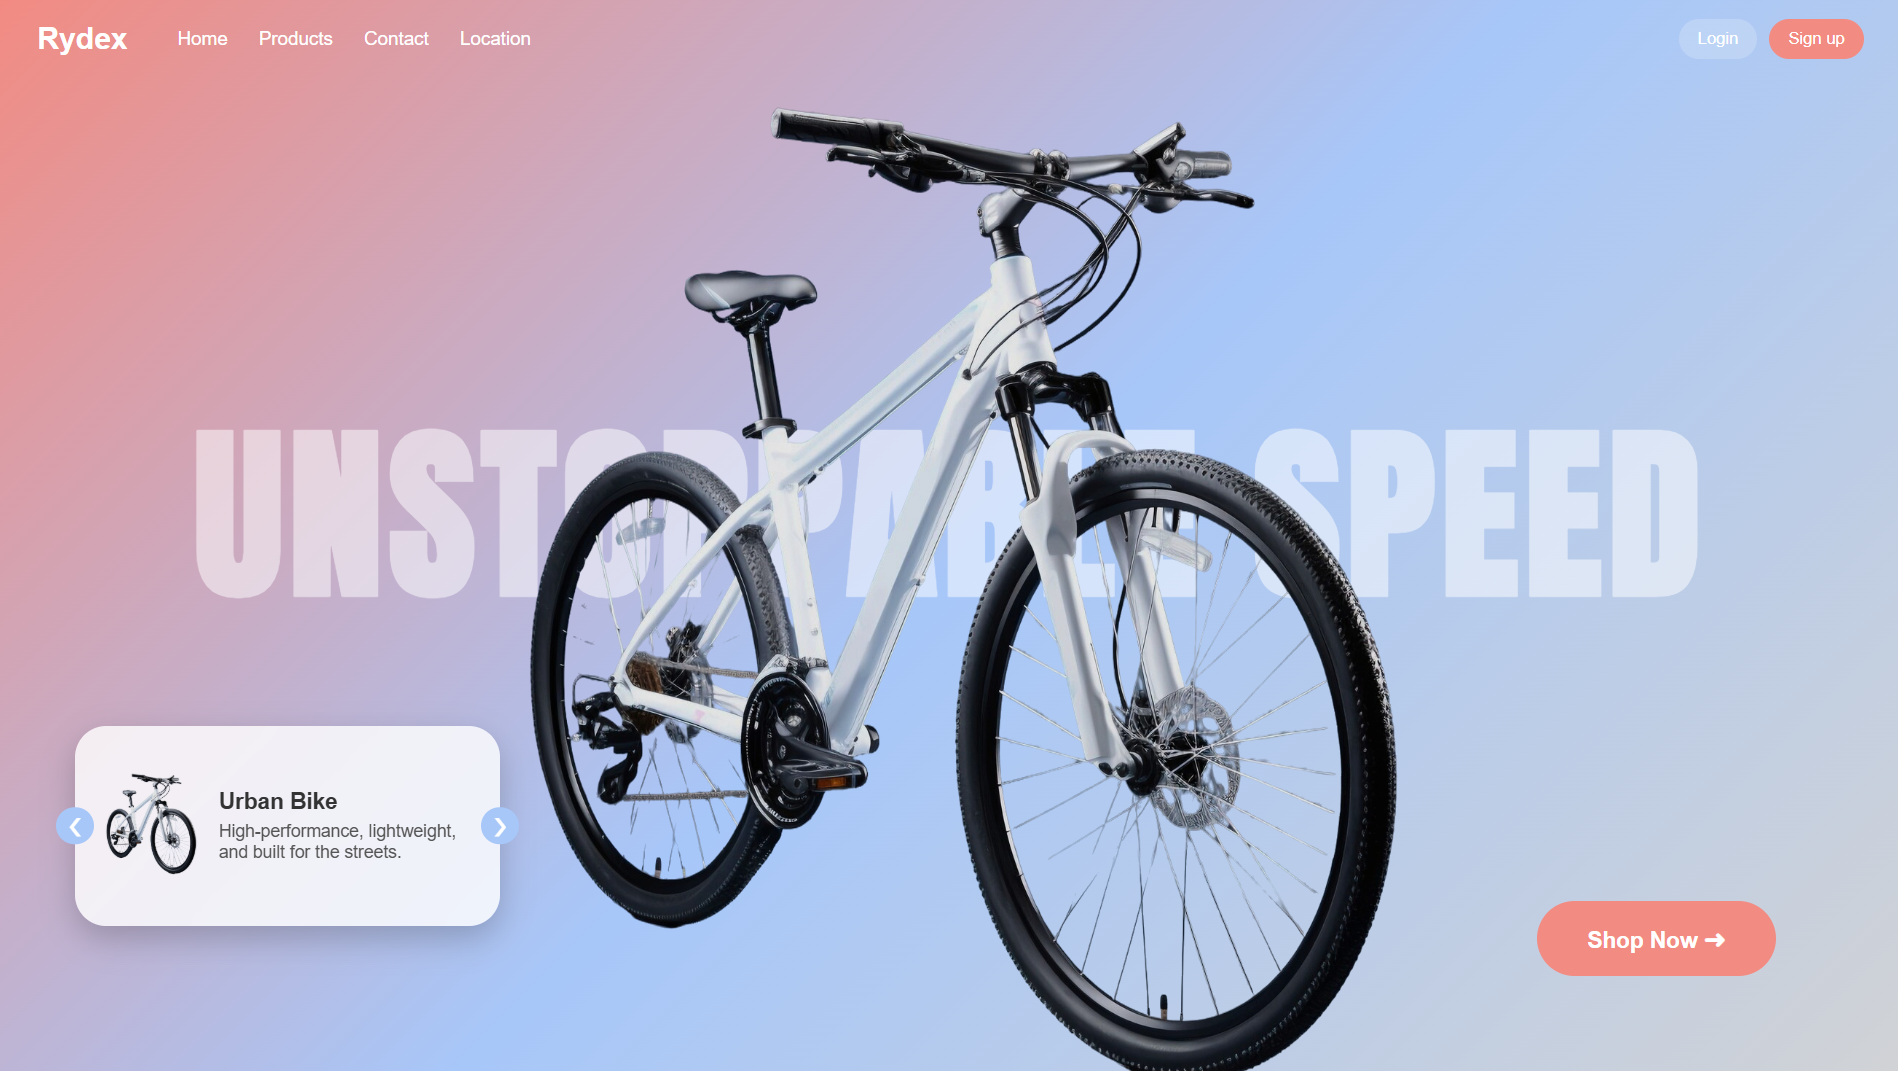 Rydex Home Products Contact Location Login Sign up
UNSTOPPABLE SPEED
Urban Bike
High-performance, lightweight,
and built for the streets.
Shop Now ➜